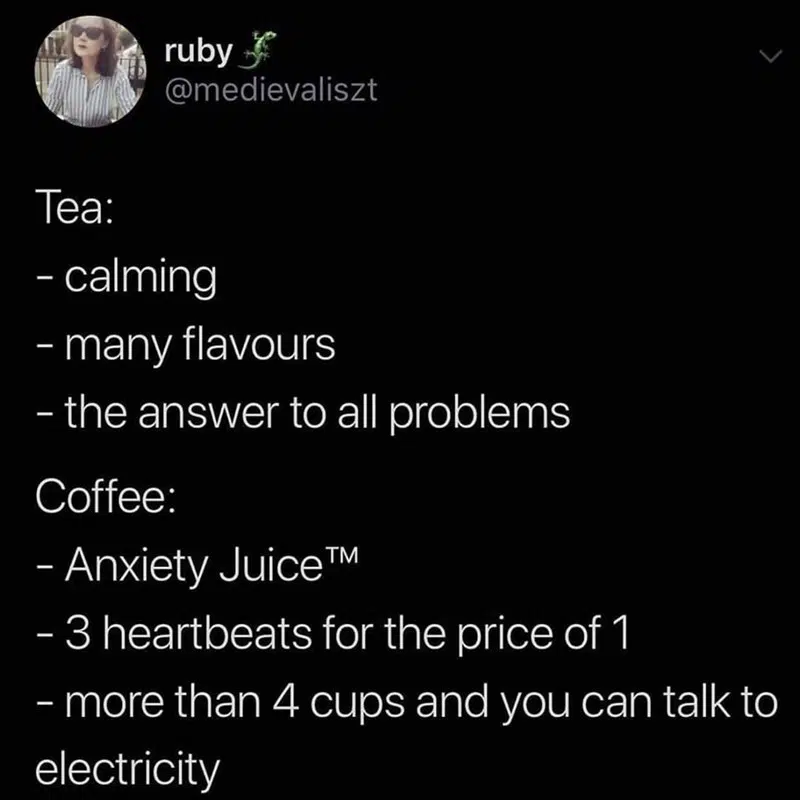 ruby 🦎
@medievaliszt
Tea:
- calming
- many flavours
- the answer to all problems
Coffee:
- Anxiety Juice™
- 3 heartbeats for the price of 1
- more than 4 cups and you can talk to
electricity